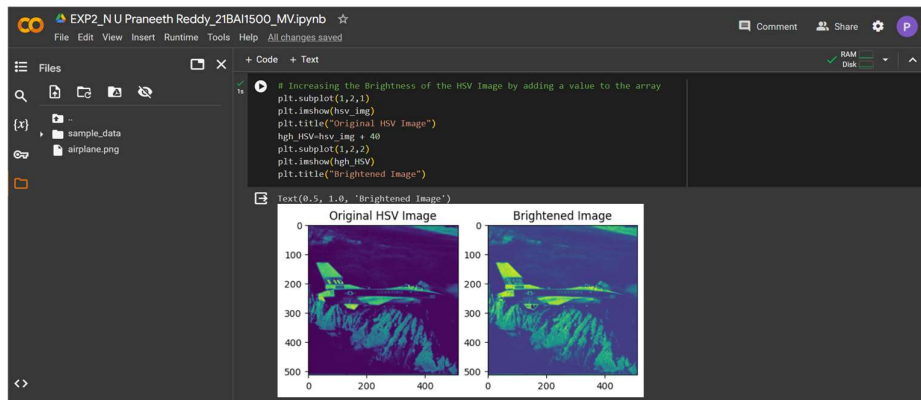 EXP2_N U Praneeth Reddy_21BAI1500_MV.ipynb
File Edit View Insert Runtime Tools Help All changes saved
Comment Share P
Files
+ Code + Text
RAM
Disk
{x}
..
sample_data
airplane.png
1s
# Increasing the Brightness of the HSV Image by adding a value to the array
plt.subplot(1,2,1)
plt.imshow(hsv_img)
plt.title("Original HSV Image")
hgh_HSV=hsv_img + 40
plt.subplot(1,2,2)
plt.imshow(hgh_HSV)
plt.title("Brightened Image")
Text(0.5, 1.0, 'Brightened Image')
Original HSV Image Brightened Image
0 0
100 100
200 200
300 300
400 400
500 500
0 200 400 0 200 400